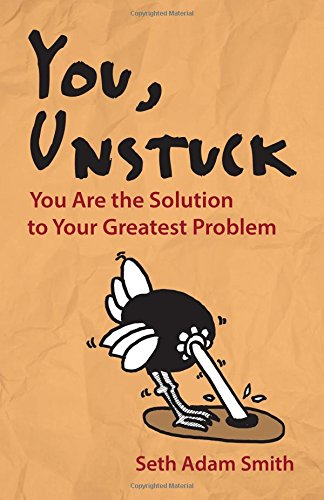 Copyrighted Material
YOU,
UNSTUCK
You Are the Solution
to Your Greatest Problem
Seth Adam Smith
Copyrighted Material